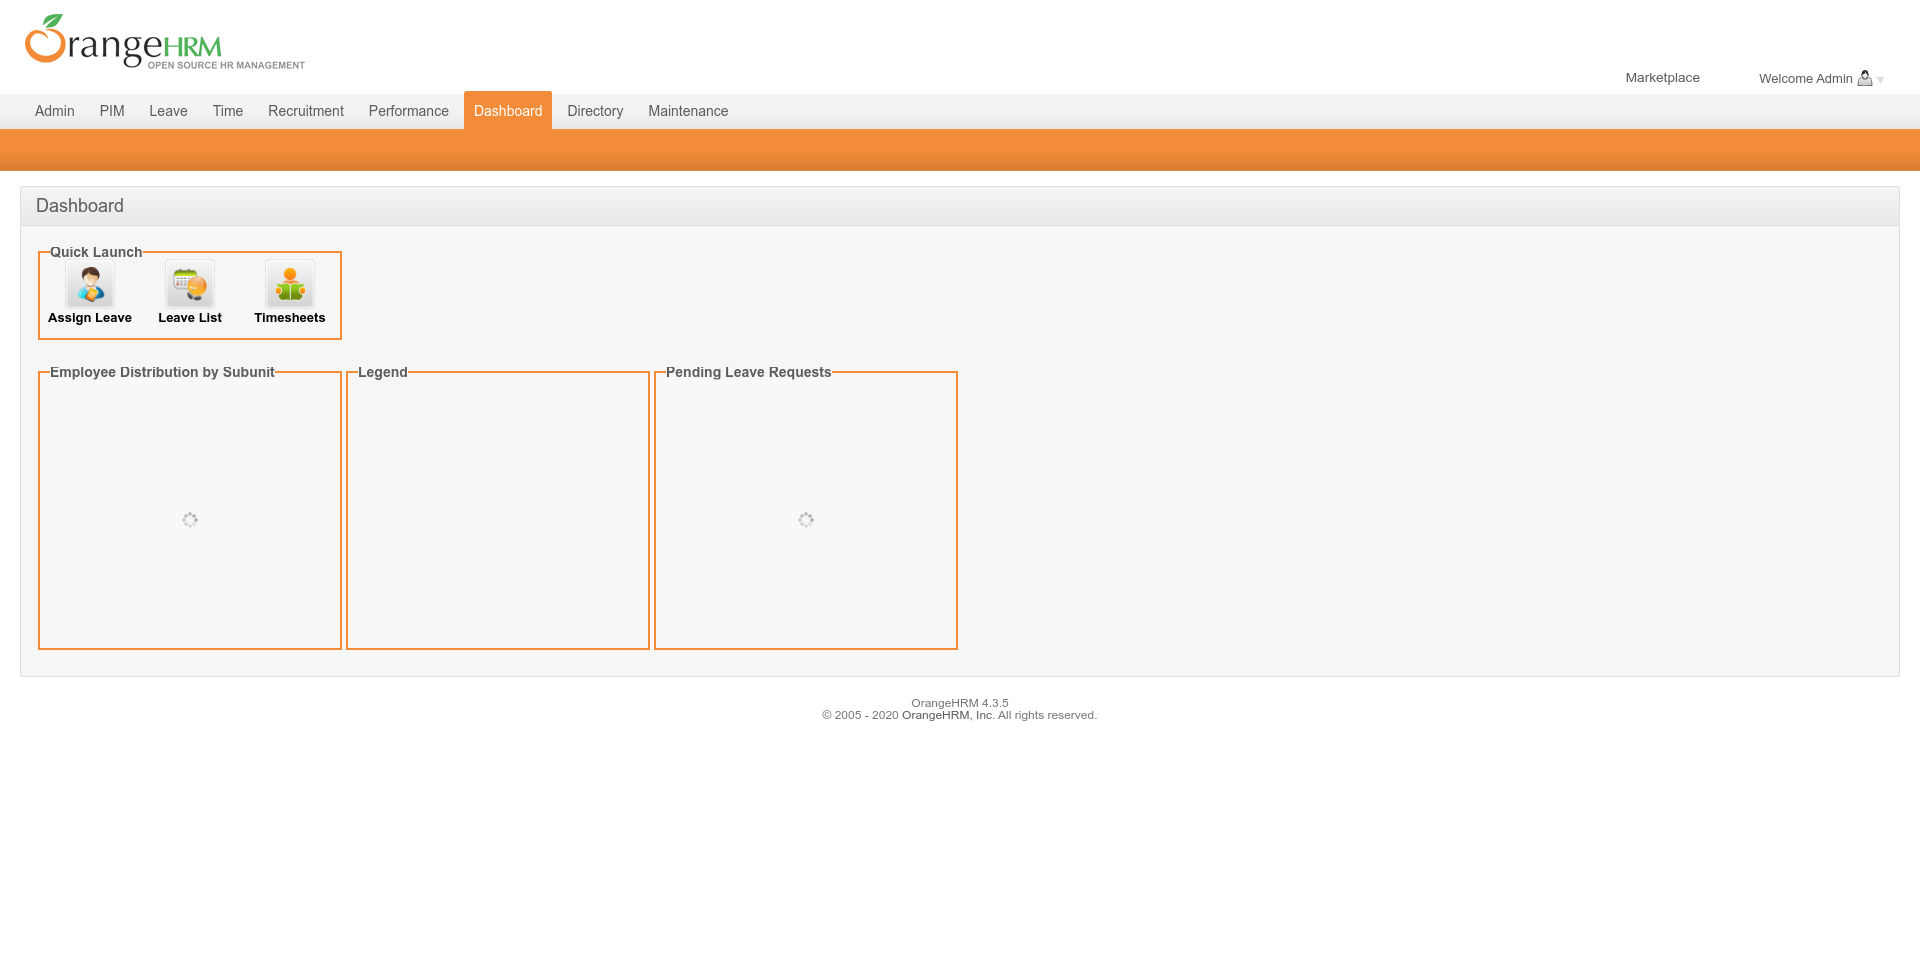 OrangeHRM
OPEN SOURCE HR MANAGEMENT
Marketplace
Welcome Admin
Admin PIM Leave Time Recruitment Performance Dashboard Directory Maintenance
Dashboard
Quick Launch
Assign Leave Leave List Timesheets
Employee Distribution by Subunit Legend Pending Leave Requests
OrangeHRM 4.3.5
© 2005 - 2020 OrangeHRM, Inc. All rights reserved.